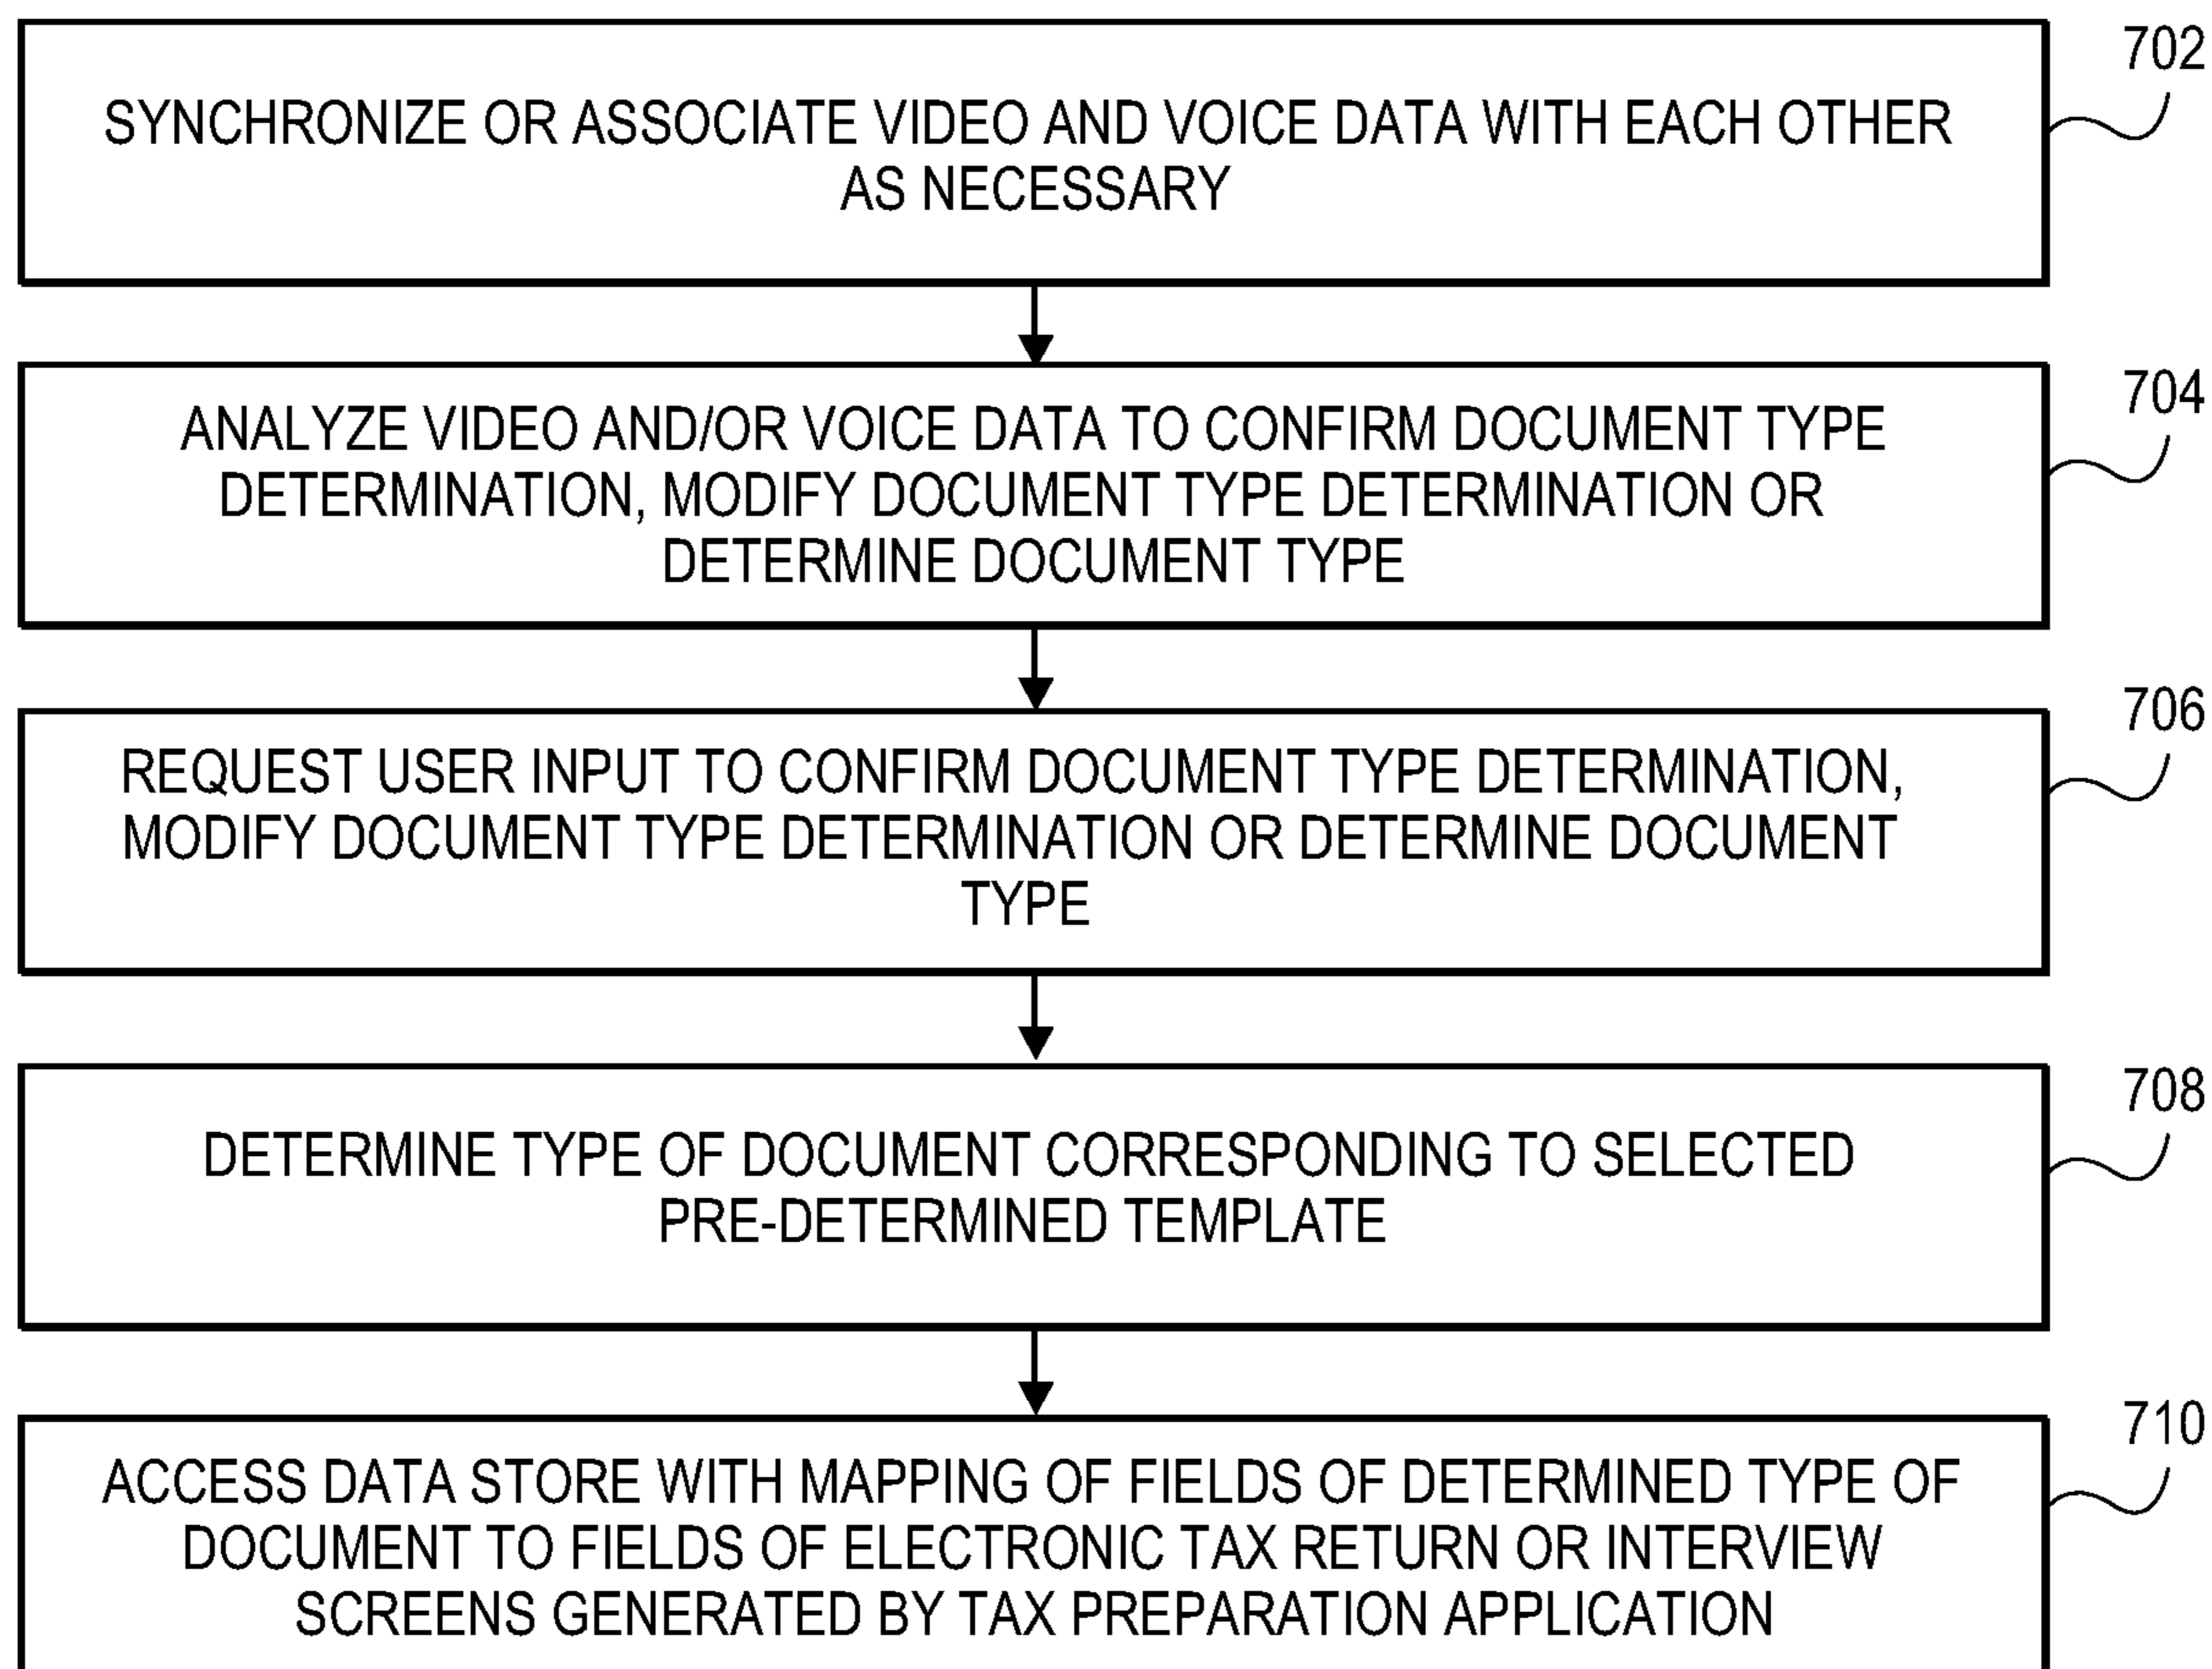 702
SYNCHRONIZE OR ASSOCIATE VIDEO AND VOICE DATA WITH EACH OTHER
AS NECESSARY
704
ANALYZE VIDEO AND/OR VOICE DATA TO CONFIRM DOCUMENT TYPE
DETERMINATION, MODIFY DOCUMENT TYPE DETERMINATION OR
DETERMINE DOCUMENT TYPE
706
REQUEST USER INPUT TO CONFIRM DOCUMENT TYPE DETERMINATION,
MODIFY DOCUMENT TYPE DETERMINATION OR DETERMINE DOCUMENT
TYPE
708
DETERMINE TYPE OF DOCUMENT CORRESPONDING TO SELECTED
PRE-DETERMINED TEMPLATE
710
ACCESS DATA STORE WITH MAPPING OF FIELDS OF DETERMINED TYPE OF
DOCUMENT TO FIELDS OF ELECTRONIC TAX RETURN OR INTERVIEW
SCREENS GENERATED BY TAX PREPARATION APPLICATION